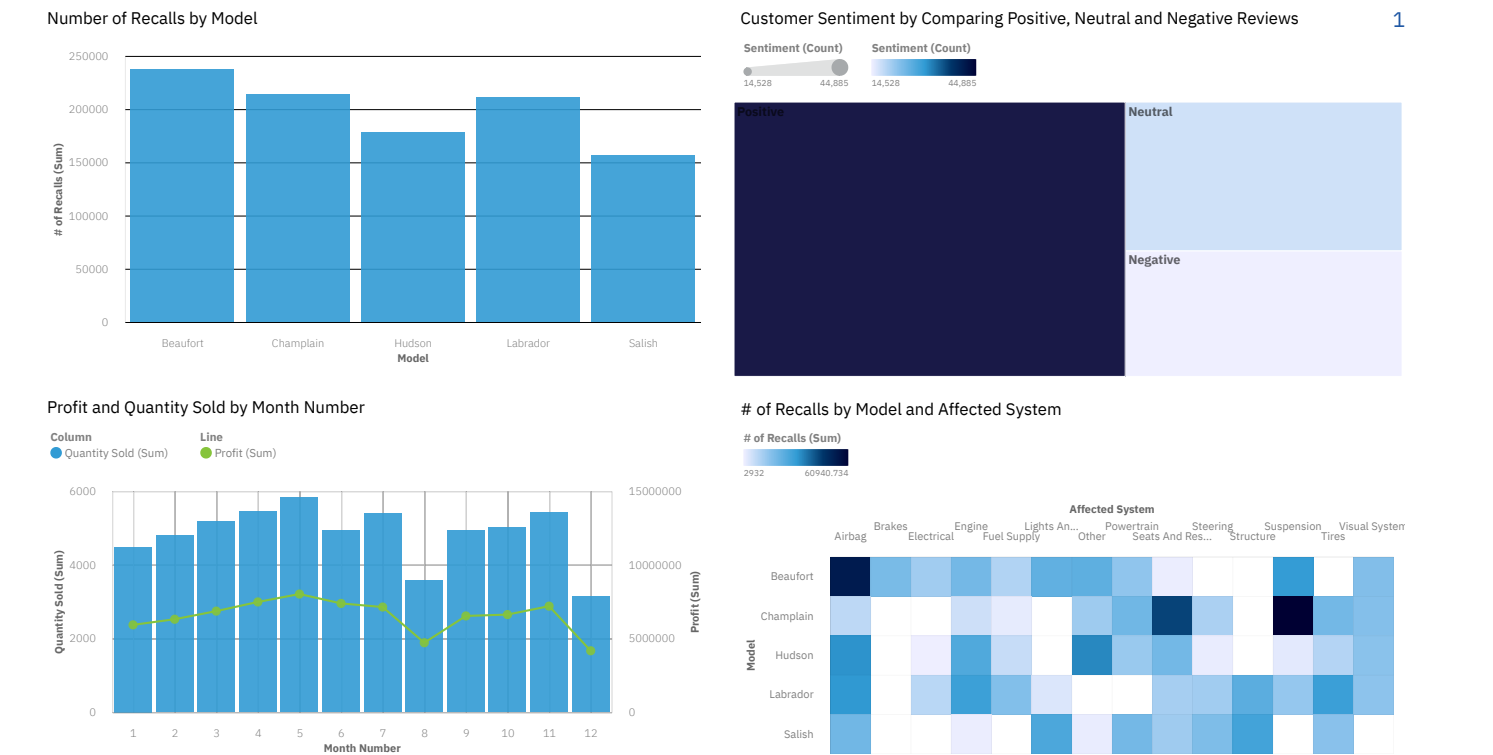 Number of Recalls by Model
250000
200000
150000
100000
50000
0
# of Recalls (Sum)
Beaufort Champlain Hudson Labrador Salish
Model
Customer Sentiment by Comparing Positive, Neutral and Negative Reviews
1
Sentiment (Count) Sentiment (Count)
14,528 44,885 14,528 44,885
Positive
Neutral
Negative
Profit and Quantity Sold by Month Number
Column Line
Quantity Sold (Sum) Profit (Sum)
6000
4000
2000
0
Quantity Sold (Sum)
15000000
10000000
5000000
0
Profit (Sum)
1 2 3 4 5 6 7 8 9 10 11 12
Month Number
# of Recalls by Model and Affected System
# of Recalls (Sum)
2932 60940.734
Affected System
Brakes Engine Lights An... Powertrain Steering Suspension Visual System
Airbag Electrical Fuel Supply Other Seats And Res... Structure Tires
Model
Beaufort
Champlain
Hudson
Labrador
Salish